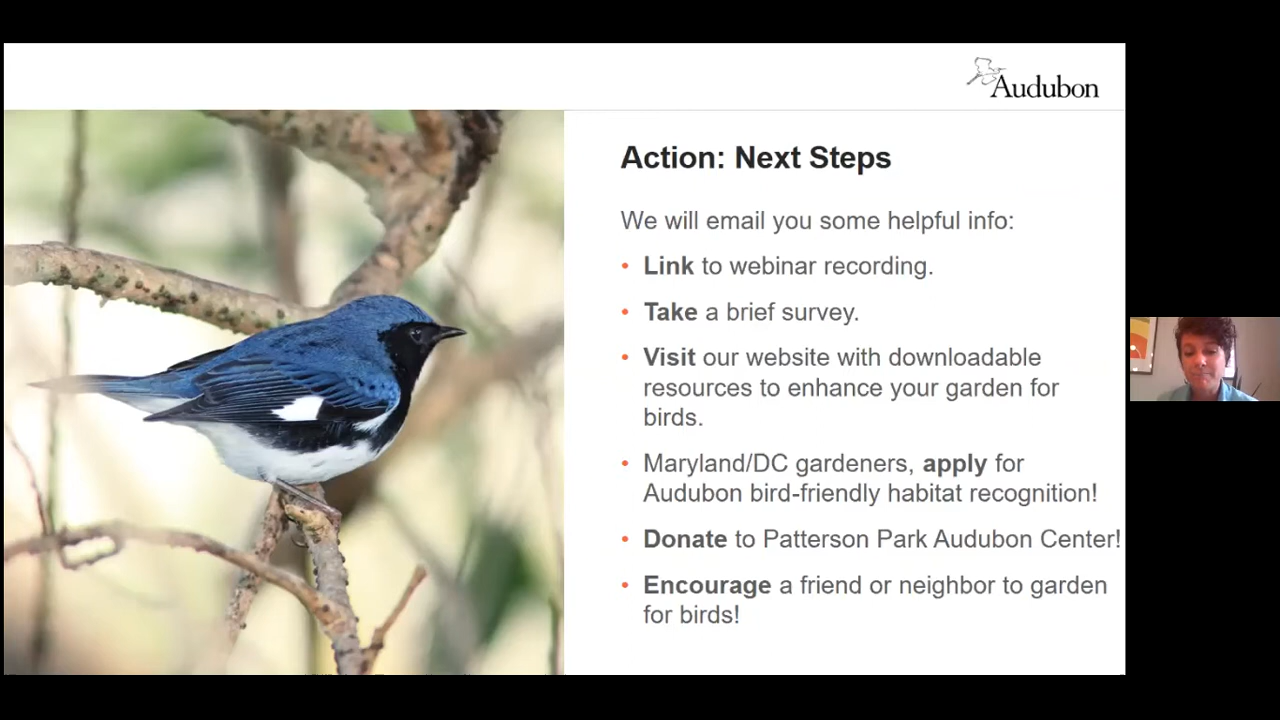 Audubon
Action: Next Steps
We will email you some helpful info:
• Link to webinar recording.
• Take a brief survey.
• Visit our website with downloadable
resources to enhance your garden for
birds.
• Maryland/DC gardeners, apply for
Audubon bird-friendly habitat recognition!
• Donate to Patterson Park Audubon Center!
• Encourage a friend or neighbor to garden
for birds!